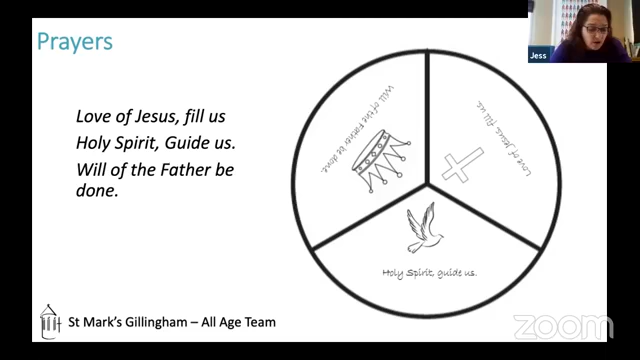 Prayers
Jess
Love of Jesus, fill us
Holy Spirit, Guide us.
Will of the Father be
done.
Will of the Father be done.
Love of Jesus, fill us.
Holy Spirit, guide us.
St Mark's Gillingham – All Age Team
zoom